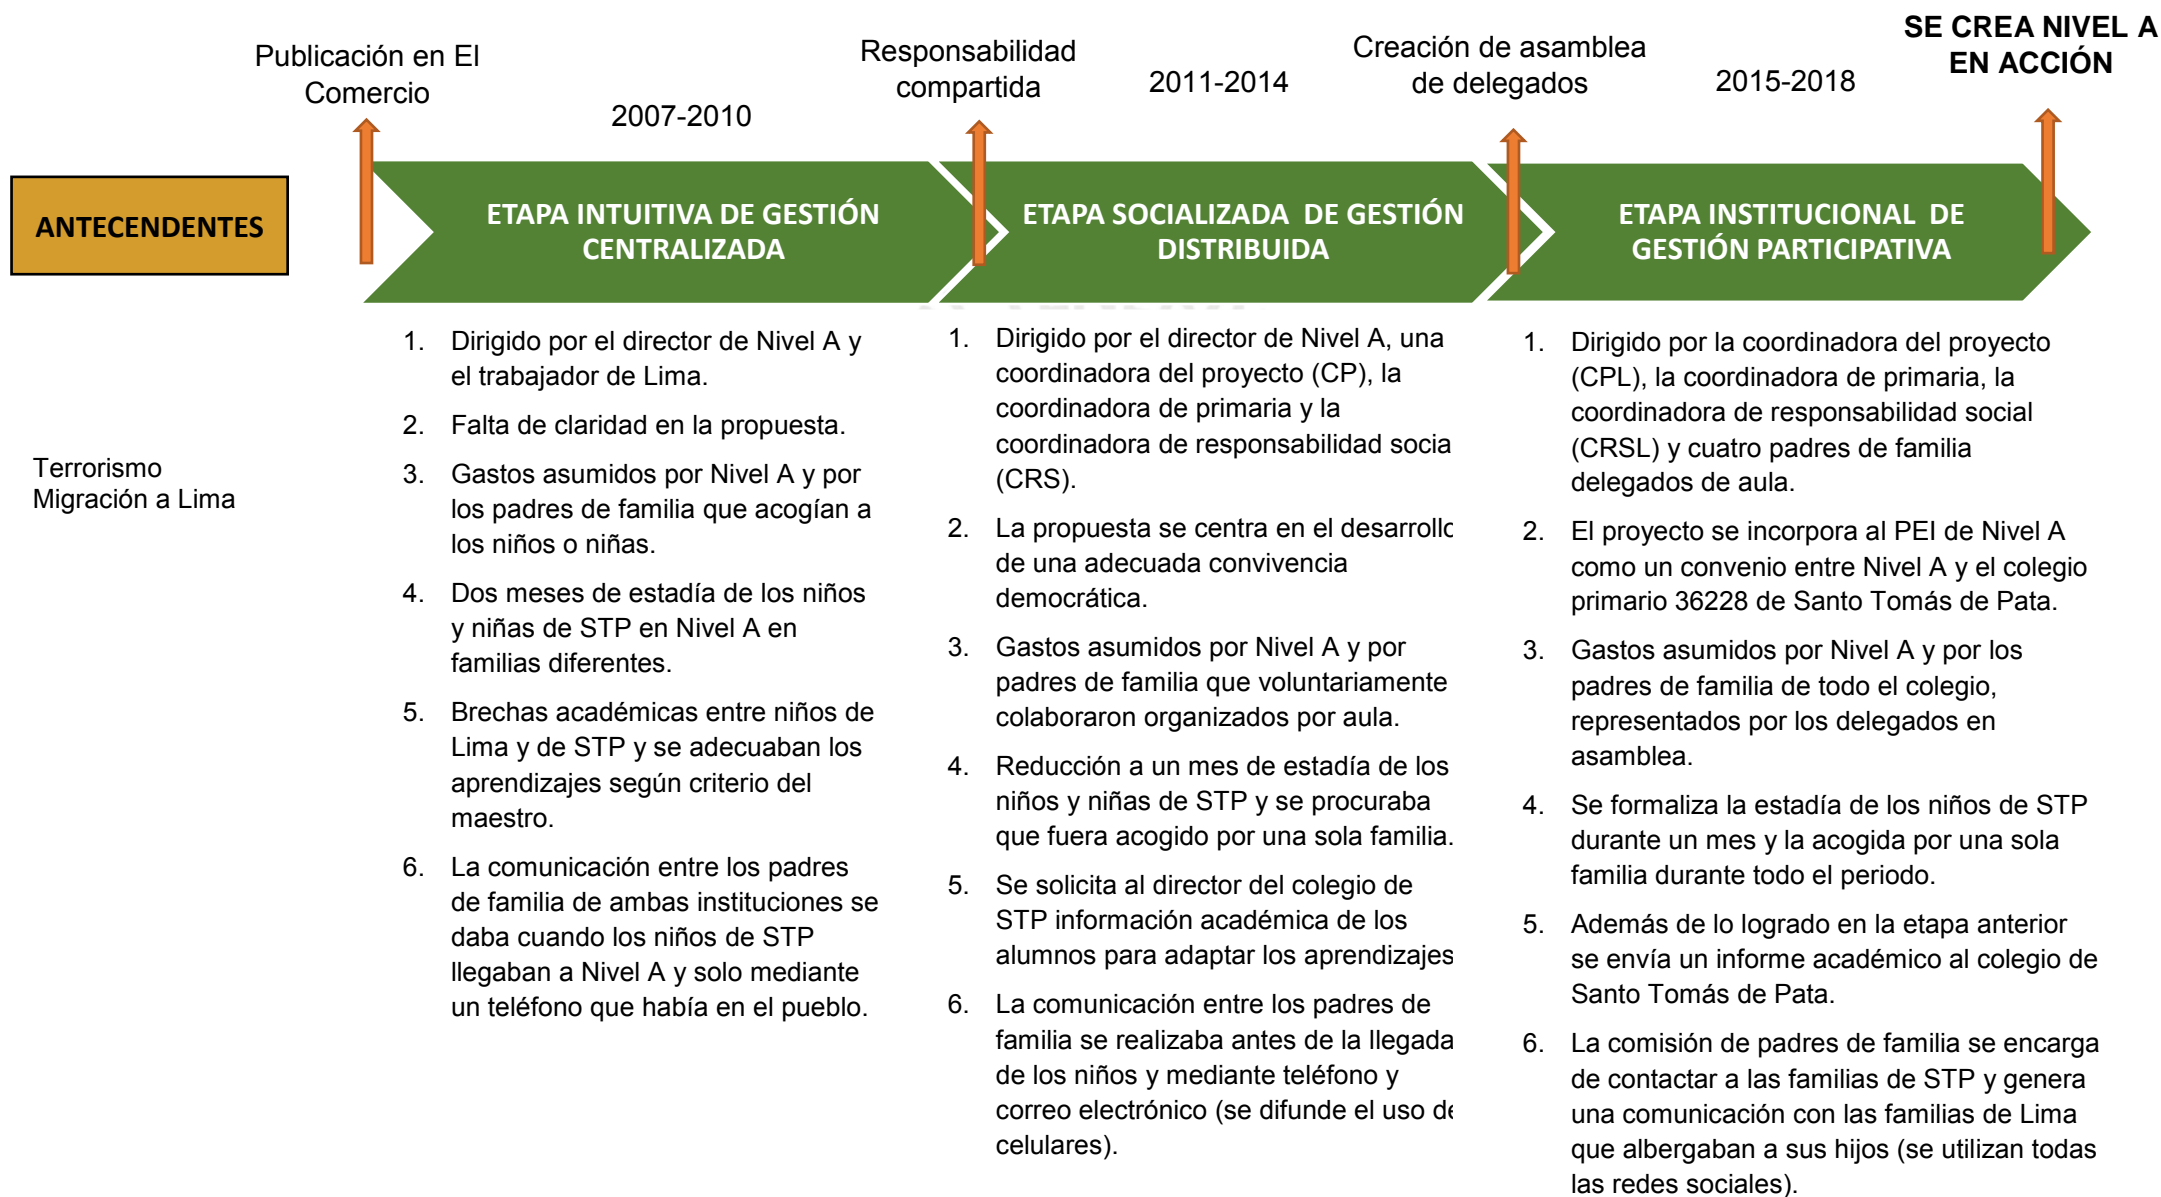 Publicación en El
Comercio
2007-2010
Responsabilidad
compartida
2011-2014
Creación de asamblea
de delegados
2015-2018
SE CREA NIVEL A
EN ACCIÓN
ANTECENDENTES
ETAPA INTUITIVA DE GESTIÓN
CENTRALIZADA
ETAPA SOCIALIZADA DE GESTIÓN
DISTRIBUIDA
ETAPA INSTITUCIONAL DE
GESTIÓN PARTICIPATIVA
Terrorismo
Migración a Lima
1. Dirigido por el director de Nivel A y
el trabajador de Lima.
2. Falta de claridad en la propuesta.
3. Gastos asumidos por Nivel A y por
los padres de familia que acogían a
los niños o niñas.
4. Dos meses de estadía de los niños
y niñas de STP en Nivel A en
familias diferentes.
5. Brechas académicas entre niños de
Lima y de STP y se adecuaban los
aprendizajes según criterio del
maestro.
6. La comunicación entre los padres
de familia de ambas instituciones se
daba cuando los niños de STP
llegaban a Nivel A y solo mediante
un teléfono que había en el pueblo.
1. Dirigido por el director de Nivel A, una
coordinadora del proyecto (CP), la
coordinadora de primaria y la
coordinadora de responsabilidad socia
(CRS).
2. La propuesta se centra en el desarrollo
de una adecuada convivencia
democrática.
3. Gastos asumidos por Nivel A y por
padres de familia que voluntariamente
colaboraron organizados por aula.
4. Reducción a un mes de estadía de los
niños y niñas de STP y se procuraba
que fuera acogido por una sola familia.
5. Se solicita al director del colegio de
STP información académica de los
alumnos para adaptar los aprendizajes
6. La comunicación entre los padres de
familia se realizaba antes de la llegada
de los niños y mediante teléfono y
correo electrónico (se difunde el uso de
celulares).
1. Dirigido por la coordinadora del proyecto
(CPL), la coordinadora de primaria, la
coordinadora de responsabilidad social
(CRSL) y cuatro padres de familia
delegados de aula.
2. El proyecto se incorpora al PEI de Nivel A
como un convenio entre Nivel A y el colegio
primario 36228 de Santo Tomás de Pata.
3. Gastos asumidos por Nivel A y por los
padres de familia de todo el colegio,
representados por los delegados en
asamblea.
4. Se formaliza la estadía de los niños de STP
durante un mes y la acogida por una sola
familia durante todo el periodo.
5. Además de lo logrado en la etapa anterior
se envía un informe académico al colegio de
Santo Tomás de Pata.
6. La comisión de padres de familia se encarga
de contactar a las familias de STP y genera
una comunicación con las familias de Lima
que albergaban a sus hijos (se utilizan todas
las redes sociales).